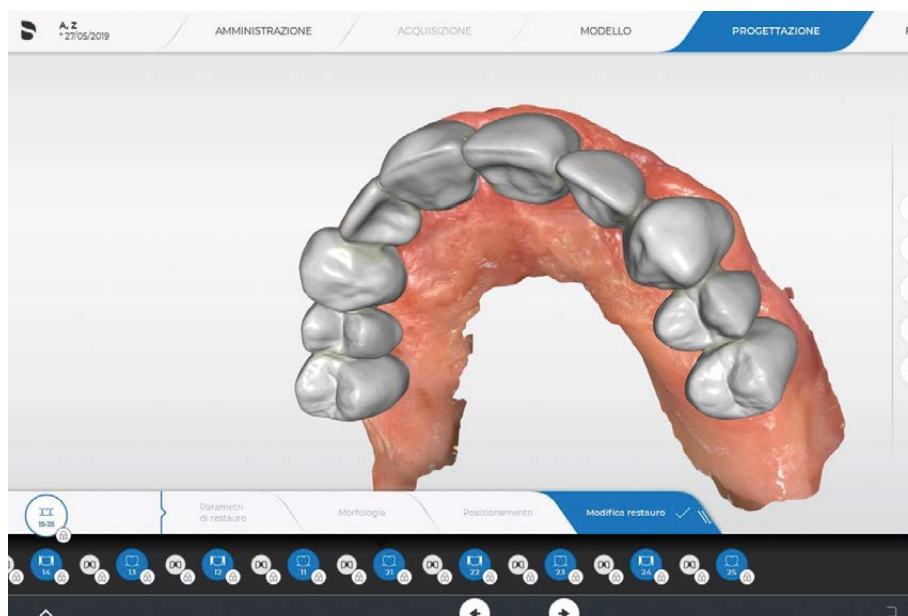 A, Z
* 27/05/2019
AMMINISTRAZIONE
ACQUISIZIONE
MODELLO
PROGETTAZIONE
15-25
Parametri
di restauro
Morfologia
Posizionamento
Modifica restauro
14
13
12
11
21
22
23
24
25